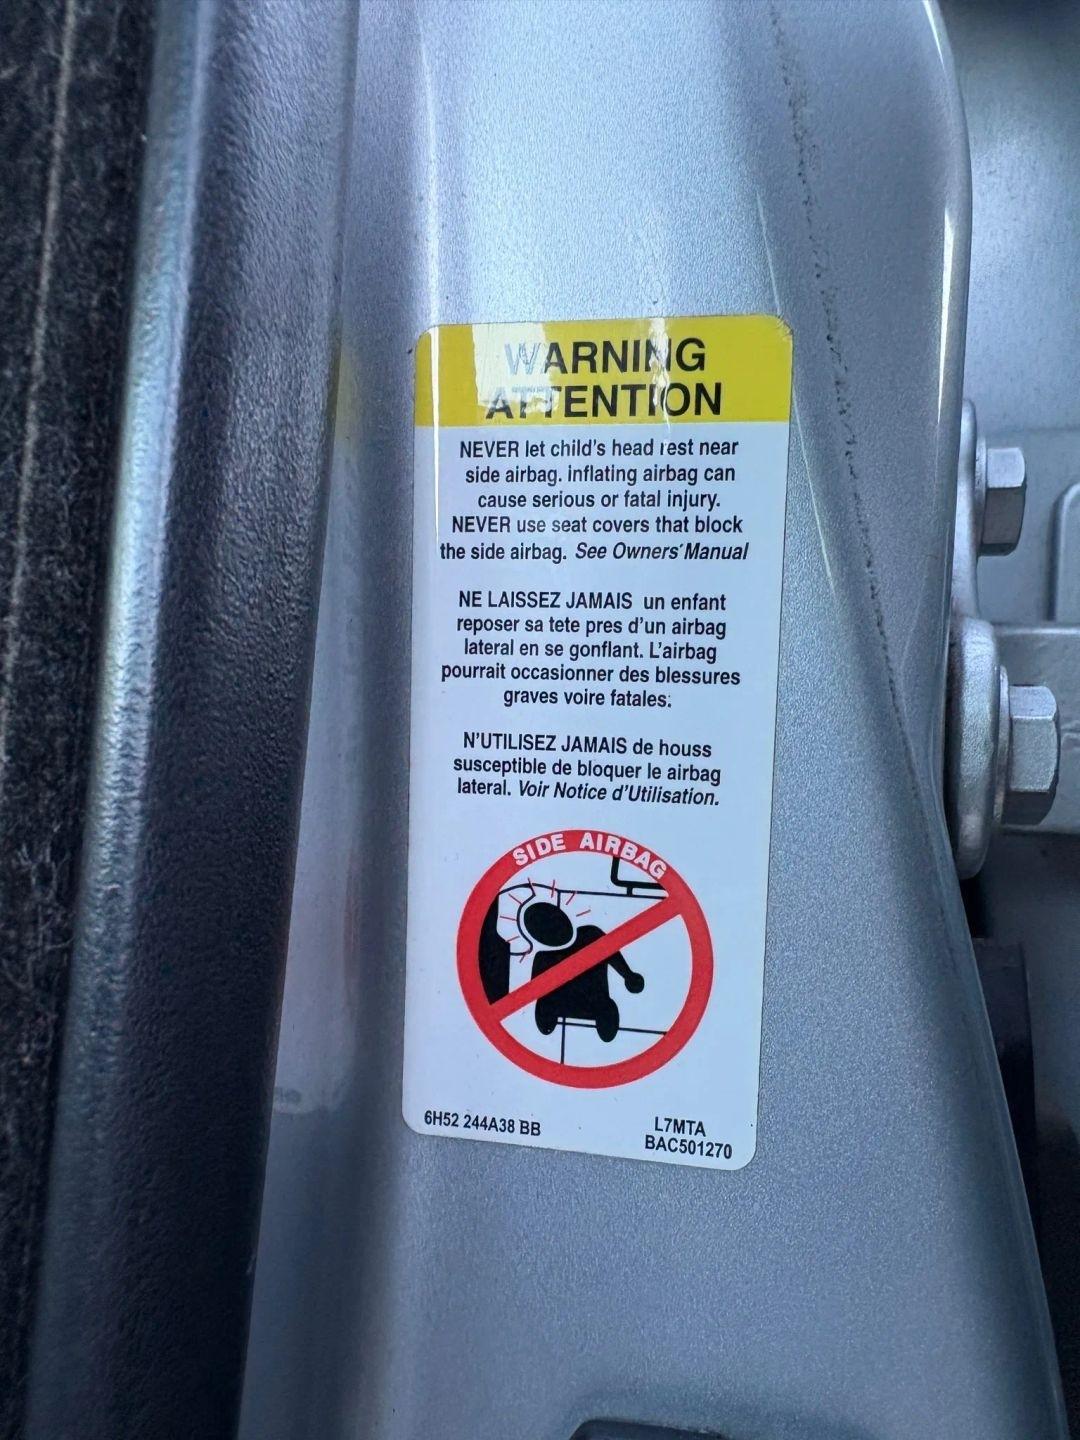 WARNING
ATTENTION
NEVER let child's head rest near
side airbag. inflating airbag can
cause serious or fatal injury.
NEVER use seat covers that block
the side airbag. See Owners' Manual
NE LAISSEZ JAMAIS un enfant
reposer sa tete pres d'un airbag
lateral en se gonflant. L'airbag
pourrait occasionner des blessures
graves voire fatales:
N'UTILISEZ JAMAIS de houss
susceptible de bloquer le airbag
lateral. Voir Notice d'Utilisation.
SIDE AIRBAG
6H52 244A38 BB
L7MTA
BAC501270